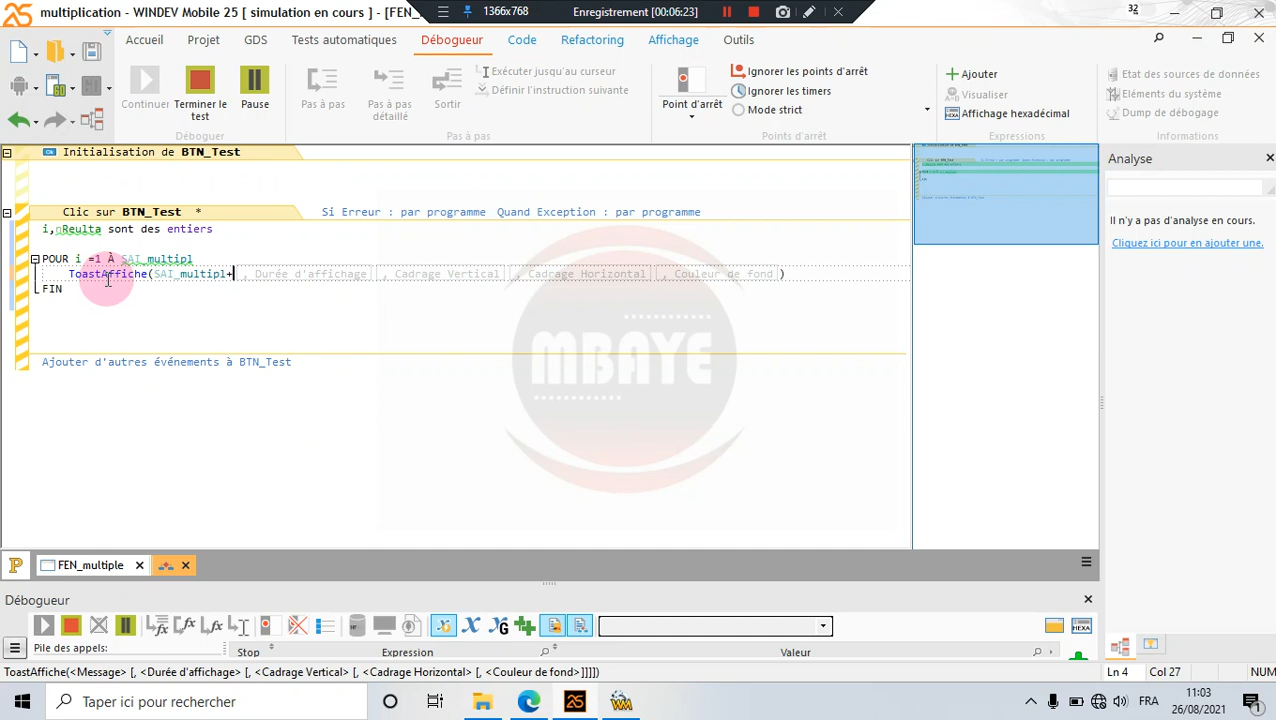 multiplication - WINDEV Mobile 25 [ simulation en cours ] - [FEN_
1366x768
Enregistrement (00:06:23)
32
Accueil Projet GDS Tests automatiques Débogueur Code Refactoring Affichage Outils
Continuer
Terminer le test
Pause
Débogueur
Pas à pas
Pas à pas détaillé
Sortir
Exécuter jusqu'au curseur
Définir l'instruction suivante
Pas à pas
Point d'arrêt
Ignorer les points d'arrêt
Ignorer les timers
Mode strict
Points d'arrêt
Ajouter
Visualiser
HEXA Affichage hexadécimal
Expressions
Etat des sources de données
Eléments du système
Dump de débogage
Informations
Initialisation de BTN_Test
Clic sur BTN_Test * Si Erreur : par programme Quand Exception : par programme
i,nReulta sont des entiers
POUR i =1 À SAI_multipl
ToastAffiche(SAI_multipl+ , Durée d'affichage , Cadrage Vertical , Cadrage Horizontal , Couleur de fond )
FIN
Ajouter d'autres événements à BTN_Test
MBAYE
Analyse
Il n'y a pas d'analyse en cours.
Cliquez ici pour en ajouter une.
FEN_multiple
Débogueur
HEXA
Pile des appels:
Stop Expression Valeur
ToastAffiche(<Message> [, <Durée d'affichage> [, <Cadrage Vertical> [, <Cadrage Horizontal> [, <Couleur de fond>]]]])
Ln 4 Col 27 NUM
Taper ici pour rechercher
25
FRA
11:03
26/08/2021